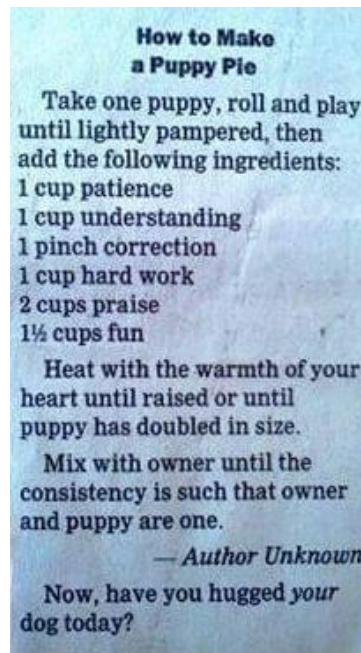 How to Make
a Puppy Pie
Take one puppy, roll and play
until lightly pampered, then
add the following ingredients:
1 cup patience
1 cup understanding
1 pinch correction
1 cup hard work
2 cups praise
1½ cups fun
Heat with the warmth of your
heart until raised or until
puppy has doubled in size.
Mix with owner until the
consistency is such that owner
and puppy are one.
— Author Unknown
Now, have you hugged your
dog today?